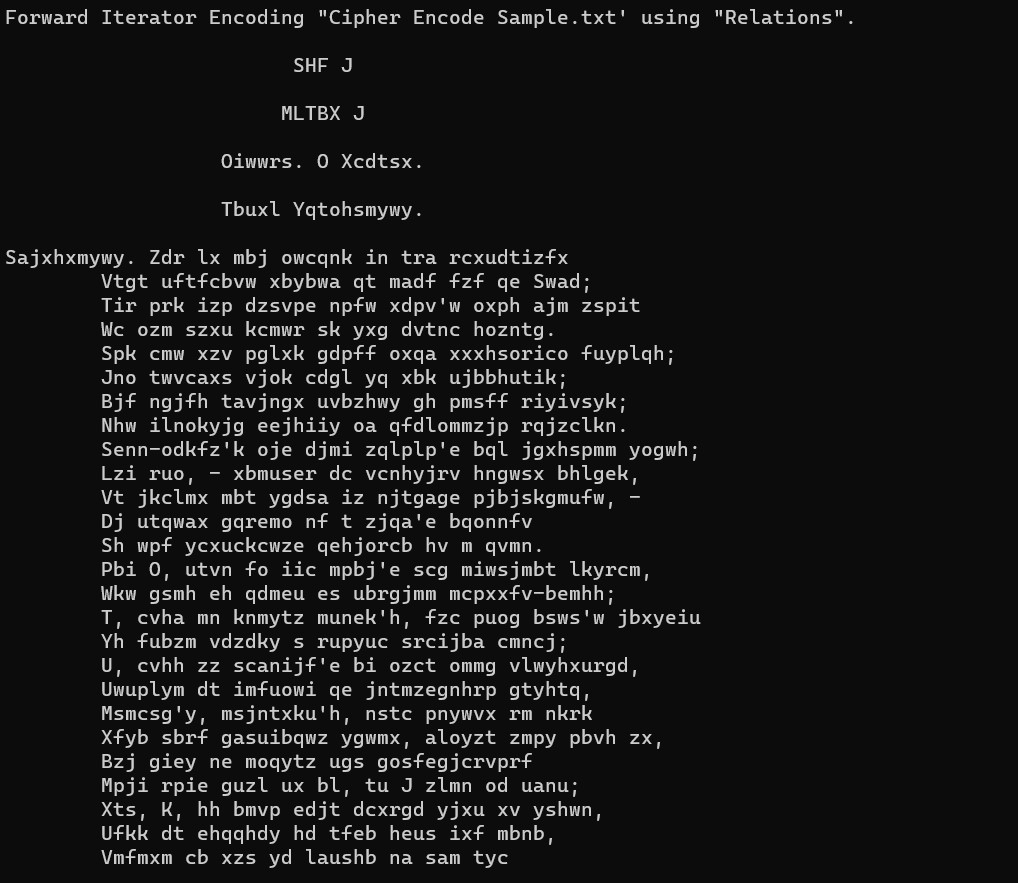 Forward Iterator Encoding "Cipher Encode Sample.txt' using "Relations".
SHF J
MLTBX J
Oiwwrs. O Xcdtsx.
Tbuxl Yqtohsmywy.
Sajxhxmywy. Zdr lx mbj owcqnk in tra rcxudtizfx
Vtgt uftfcbvw xbybwa qt madf fzf qe Swad;
Tir prk izp dzsvpe npfw xdpv'w oxph ajm zspit
Wc ozm szxu kcmwr sk yxg dvtnc hozntg.
Spk cmw xzv pglxk gdpff oxqa xxxhsorico fuyplqh;
Jno twvcaxs vjok cdgl yq xbk ujbbhutik;
Bjf ngjfh tavjngx uvbzhwy gh pmsff riyivsyk;
Nhw ilnokyjg eejhiiy oa qfdlommzjp rqjzclkn.
Senn-odkfz'k oje djmi zqlplp'e bql jgxhspmm yogwh;
Lzi ruo, - xbmuser dc vcnhyjrv hngwsx bhlgek,
Vt jkclmx mbt ygdsa iz njtgage pjbjskgmufw, -
Dj utqwax gqremo nf t zjqa'e bqonnfv
Sh wpf ycxuckcwze qehjorcb hv m qvmn.
Pbi O, utvn fo iic mpbj'e scg miwsjmbt lkyrcm,
Wkw gsmh eh qdmeu es ubrgjmm mcpxxfv-bemhh;
T, cvha mn knmytz munek'h, fzc puog bsws'w jbxyeiu
Yh fubzm vdzdky s rupyuc srcijba cmncj;
U, cvhh zz scanijf'e bi ozct ommg vlwyhxurgd,
Uwuplym dt imfuowi qe jntmzegnhrp gtyhtq,
Msmcsg'y, msjntxku'h, nstc pnywvx rm nkrk
Xfyb sbrf gasuibqwz ygwmx, aloyzt zmpy pbvh zx,
Bzj giey ne moqytz ugs gosfegjcrvprf
Mpji rpie guzl ux bl, tu J zlmn od uanu;
Xts, K, hh bmvp edjt dcxrgd yjxu xv yshwn,
Ufkk dt ehqqhdy hd tfeb heus ixf mbnb,
Vmfmxm cb xzs yd laushb na sam tyc